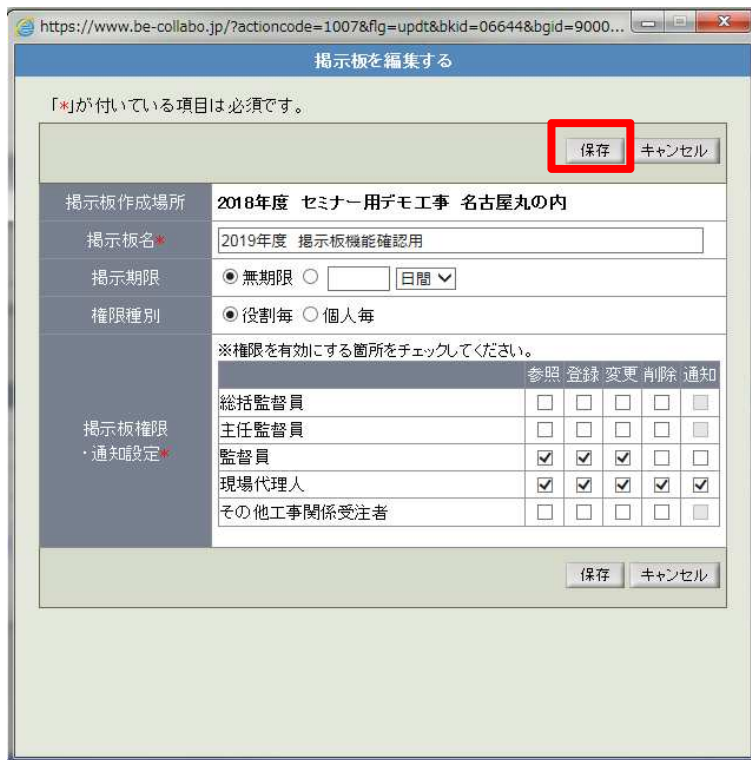 https://www.be-collabo.jp/?actioncode=1007&flg=updt&bkid=06644&bgid=9000...
掲示板を編集する
「*」が付いている項目は必須です。
保存 キャンセル
掲示板作成場所 2018年度 セミナー用デモ工事 名古屋丸の内
掲示板名* 2019年度 掲示板機能確認用
掲示期限 無期限 日間
権限種別 役割毎 個人毎
※権限を有効にする箇所をチェックしてください。
参照 登録 変更 削除 通知
総括監督員
主任監督員
掲示板権限
・通知設定*
監督員
現場代理人
その他工事関係受注者
保存 キャンセル